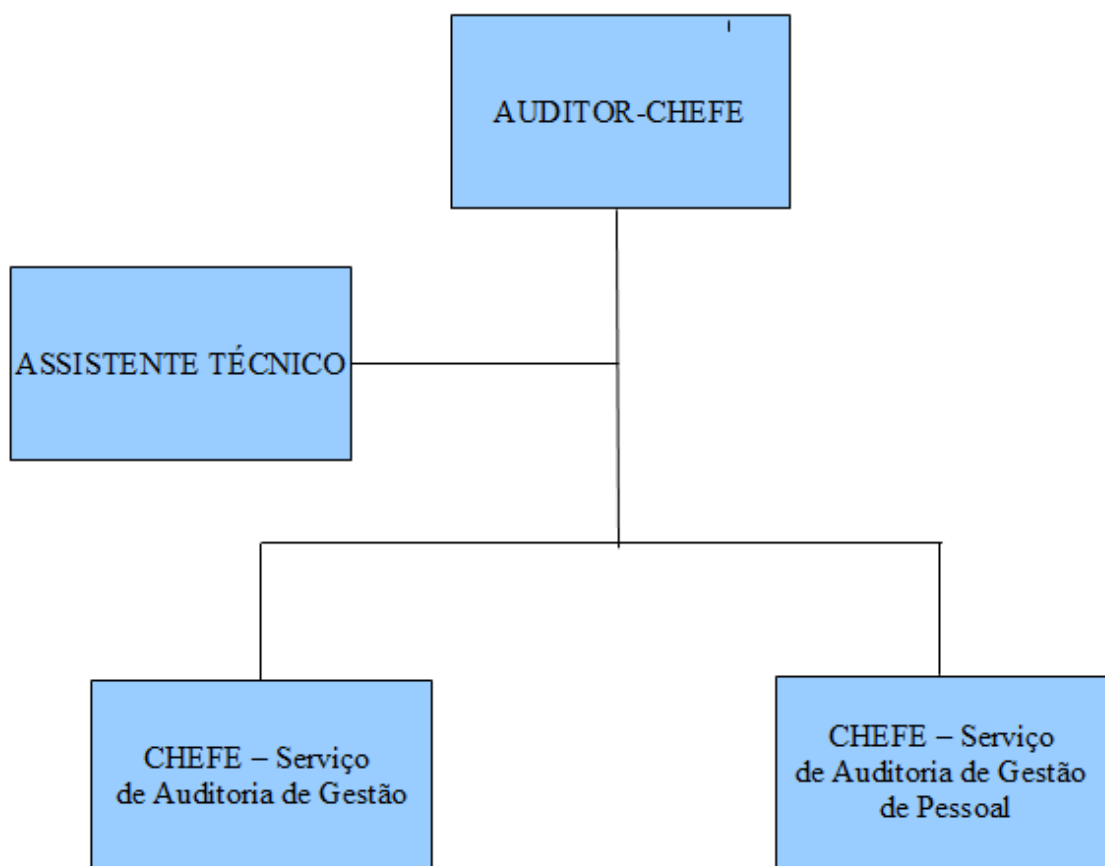 AUDITOR-CHEFE
ASSISTENTE TÉCNICO
CHEFE – Serviço
de Auditoria de Gestão
CHEFE – Serviço
de Auditoria de Gestão
de Pessoal